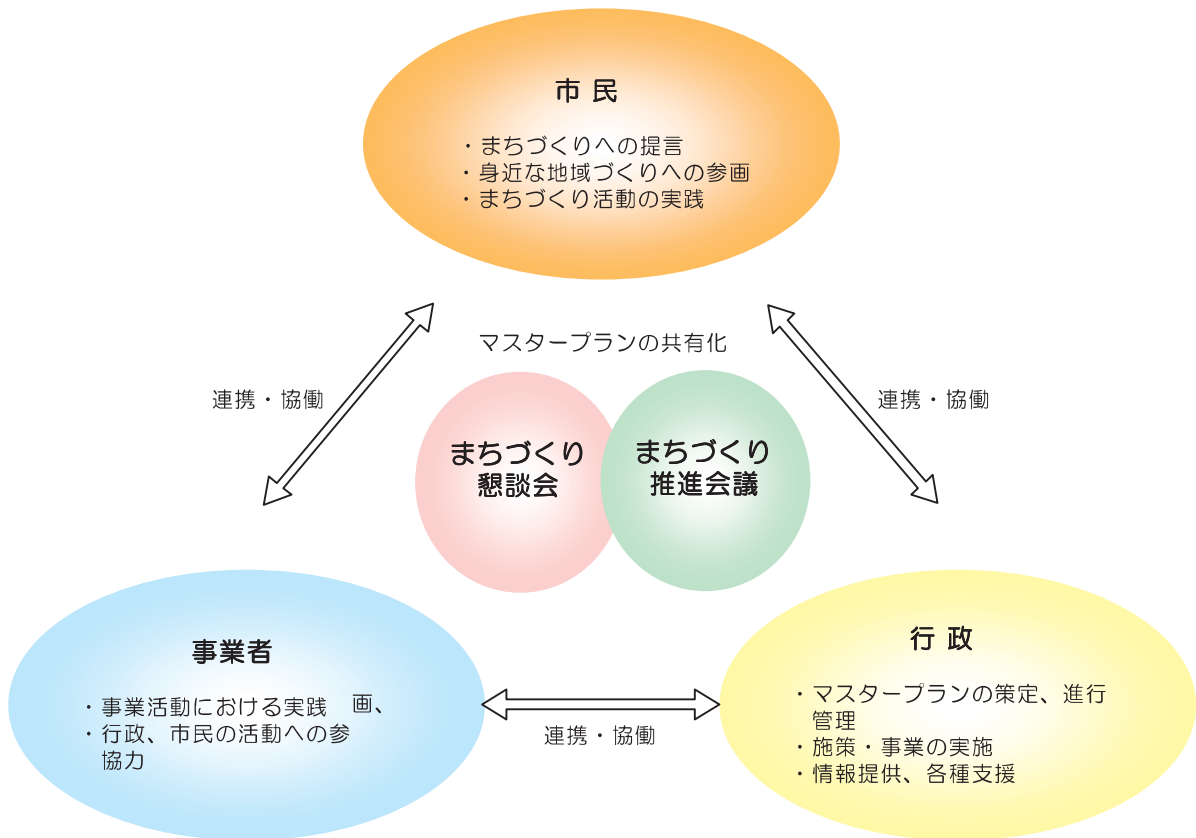 市 民
・まちづくりへの提言
・身近な地域づくりへの参画
・まちづくり活動の実践
マスタープランの共有化
連携・協働
連携・協働
まちづくり
懇談会
まちづくり
推進会議
事業者
・事業活動における実践 画、
・行政、市民の活動への参
協力
連携・協働
行 政
・マスタープランの策定、進行
管理
・施策・事業の実施
・情報提供、各種支援